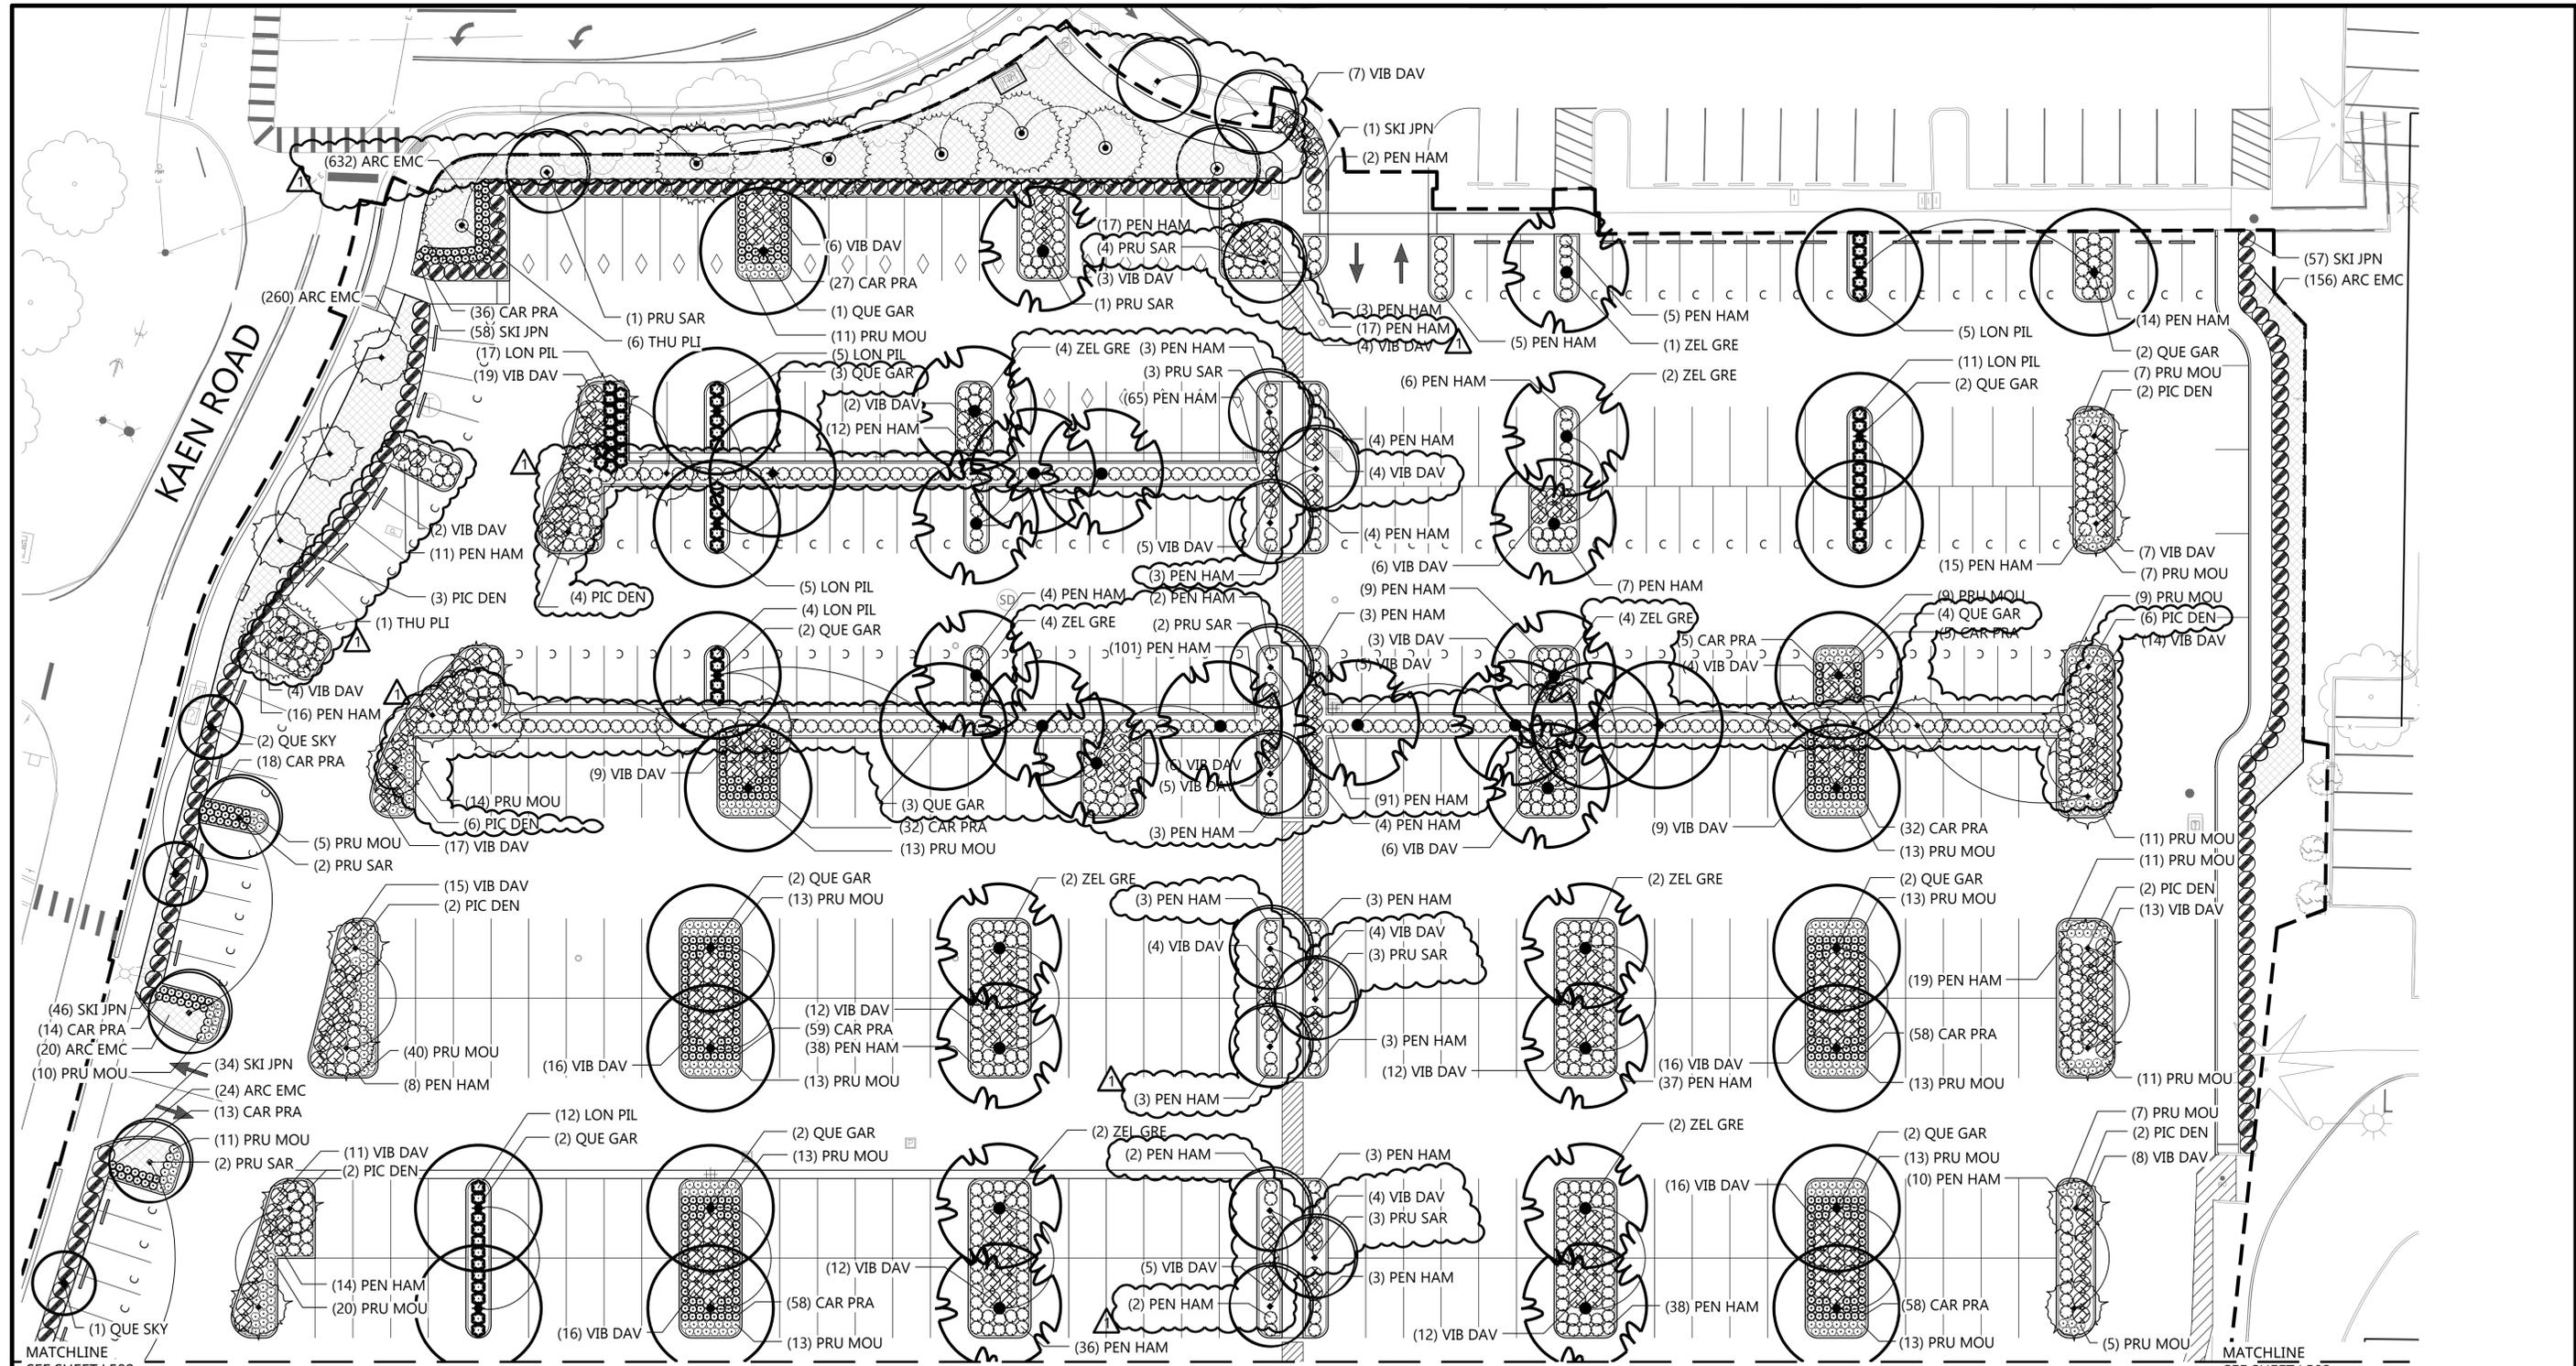 (7) VIB DAV
(1) SKI JPN
(2) PEN HAM
(632) ARC EMC
1
(17) PEN HAM
(4) PRU SAR
(3) VIB DAV
(1) PRU SAR
(6) VIB DAV
(27) CAR PRA
(1) QUE GAR
(11) PRU MOU
(57) SKI JPN
(156) ARC EMC
(260) ARC EMC
(36) CAR PRA
(58) SKI JPN
(1) PRU SAR
(6) THU PLI
(3) PEN HAM
(17) PEN HAM
(4) VIB DAV
1
(5) PEN HAM
(5) PEN HAM
(1) ZEL GRE
(5) LON PIL
(14) PEN HAM
(2) QUE GAR
(7) PRU MOU
(2) PIC DEN
KAEN ROAD
(17) LON PIL
(19) VIB DAV
(5) LON PIL
(3) QUE GAR
(2) VIB DAV
(12) PEN HAM
(4) ZEL GRE
(3) PEN HAM
(3) PRU SAR
(65) PEN HAM
(6) PEN HAM
(2) ZEL GRE
(11) LON PIL
(2) QUE GAR
(4) PEN HAM
(4) VIB DAV
1
(2) VIB DAV
(11) PEN HAM
(5) VIB DAV
(4) PEN HAM
(3) PEN HAM
(6) VIB DAV
(7) PEN HAM
(15) PEN HAM
(7) VIB DAV
(7) PRU MOU
(3) PIC DEN
(1) THU PLI
1
(4) PIC DEN
(5) LON PIL
(4) LON PIL
(2) QUE GAR
SD
(4) PEN HAM
(4) ZEL GRE
(2) PEN HAM
(2) PRU SAR
(101) PEN HAM
(9) PEN HAM
(3) PEN HAM
(3) VIB DAV
(5) VIB DAV
(4) ZEL GRE
(5) CAR PRA
(4) VIB DAV
(9) PRU MOU
(4) QUE GAR
(5) CAR PRA
(9) PRU MOU
(6) PIC DEN
(14) VIB DAV
(4) VIB DAV
(16) PEN HAM
1
(2) QUE SKY
(18) CAR PRA
(14) PRU MOU
(6) PIC DEN
(17) VIB DAV
(9) VIB DAV
(3) QUE GAR
(32) CAR PRA
(13) PRU MOU
(6) VIB DAV
(5) VIB DAV
(3) PEN HAM
(91) PEN HAM
(4) PEN HAM
(6) VIB DAV
(9) VIB DAV
(32) CAR PRA
(13) PRU MOU
(11) PRU MOU
(11) PRU MOU
(5) PRU MOU
(2) PRU SAR
(15) VIB DAV
(2) PIC DEN
(2) QUE GAR
(13) PRU MOU
(2) ZEL GRE
(3) PEN HAM
(4) VIB DAV
(3) PEN HAM
(4) VIB DAV
(3) PRU SAR
(2) ZEL GRE
(2) QUE GAR
(13) PRU MOU
(2) PIC DEN
(13) VIB DAV
(19) PEN HAM
(46) SKI JPN
(14) CAR PRA
(20) ARC EMC
(10) PRU MOU
(40) PRU MOU
(8) PEN HAM
(16) VIB DAV
(12) VIB DAV
(59) CAR PRA
(38) PEN HAM
(13) PRU MOU
1
(3) PEN HAM
(3) PEN HAM
(12) VIB DAV
(16) VIB DAV
(37) PEN HAM
(58) CAR PRA
(13) PRU MOU
(11) PRU MOU
(34) SKI JPN
(24) ARC EMC
(13) CAR PRA
(11) PRU MOU
(2) PRU SAR
(11) VIB DAV
(2) PIC DEN
(12) LON PIL
(2) QUE GAR
(2) QUE GAR
(13) PRU MOU
(2) ZEL GRE
(2) PEN HAM
(3) PEN HAM
(4) VIB DAV
(3) PRU SAR
(2) ZEL GRE
(16) VIB DAV
(2) QUE GAR
(13) PRU MOU
(10) PEN HAM
(7) PRU MOU
(2) PIC DEN
(8) VIB DAV
(14) PEN HAM
(20) PRU MOU
(16) VIB DAV
(12) VIB DAV
(58) CAR PRA
(13) PRU MOU
(5) VIB DAV
(2) PEN HAM
1
(36) PEN HAM
(3) PEN HAM
(12) VIB DAV
(38) PEN HAM
(58) CAR PRA
(13) PRU MOU
(5) PRU MOU
(1) QUE SKY
MATCHLINE
MATCHLINE